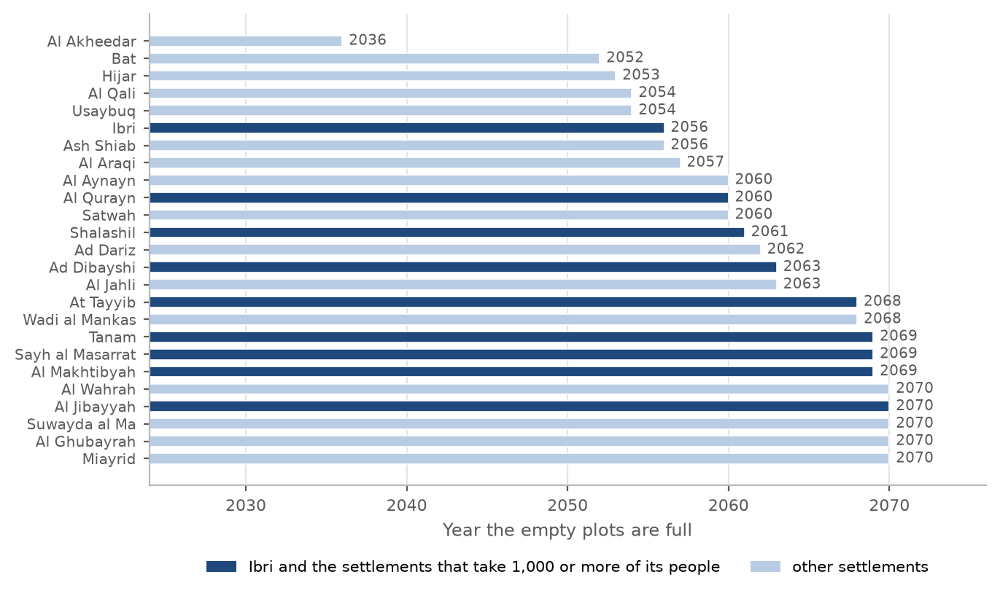 Al Akheedar 2036
Bat 2052
Hijar 2053
Al Qali 2054
Usaybuq 2054
Ibri 2056
Ash Shiab 2056
Al Araqi 2057
Al Aynayn 2060
Al Qurayn 2060
Satwah 2060
Shalashil 2061
Ad Dariz 2062
Ad Dibayshi 2063
Al Jahli 2063
At Tayyib 2068
Wadi al Mankas 2068
Tanam 2069
Sayh al Masarrat 2069
Al Makhtibyah 2069
Al Wahrah 2070
Al Jibayyah 2070
Suwayda al Ma 2070
Al Ghubayrah 2070
Miayrid 2070
2030 2040 2050 2060 2070
Year the empty plots are full
Ibri and the settlements that take 1,000 or more of its people other settlements